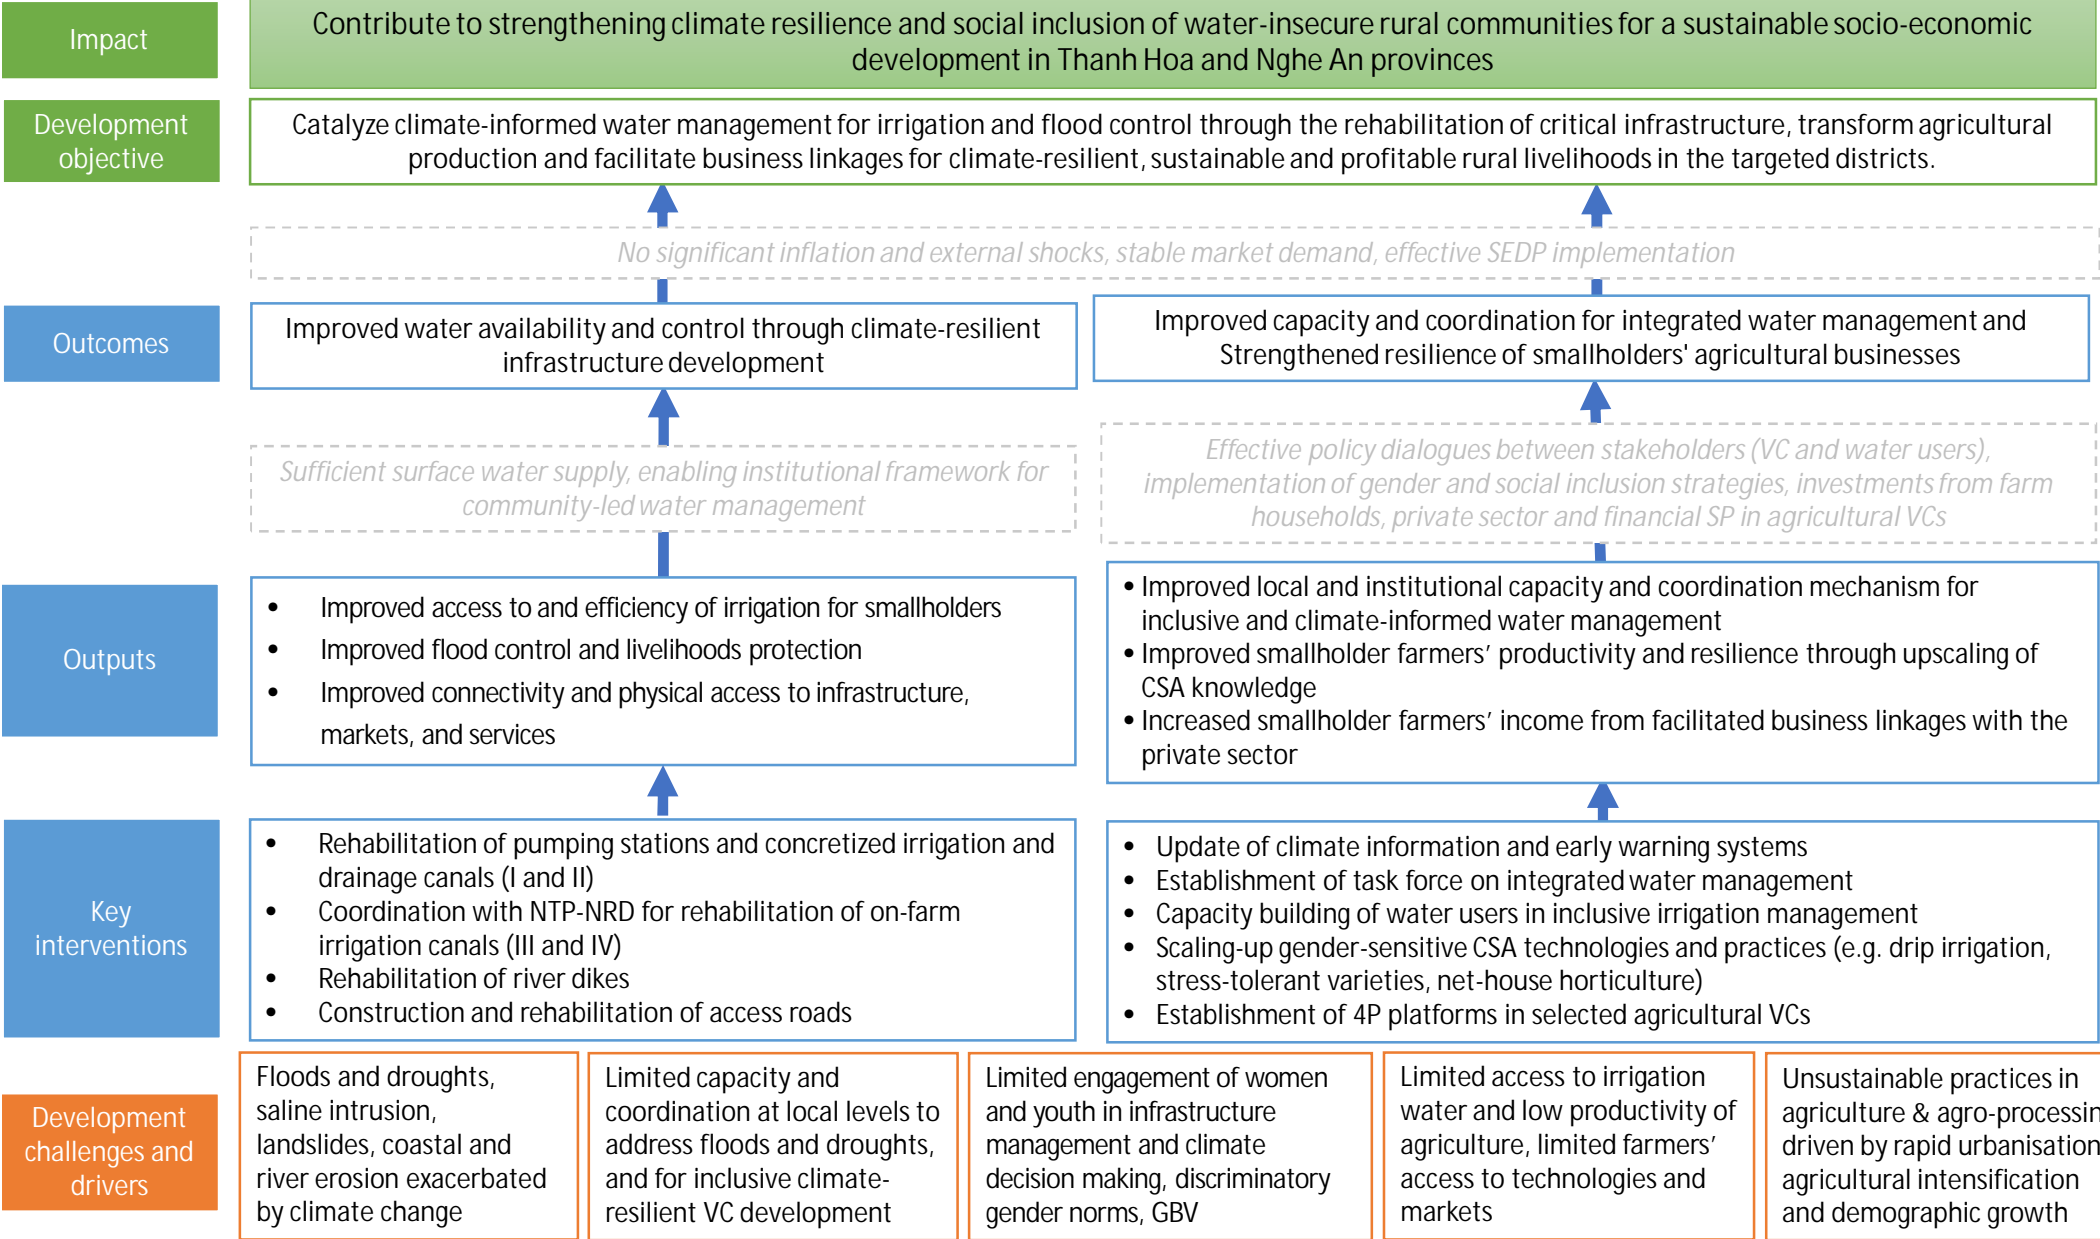 Impact
Contribute to strengthening climate resilience and social inclusion of water-insecure rural communities for a sustainable socio-economic
development in Thanh Hoa and Nghe An provinces
Development
objective
Catalyze climate-informed water management for irrigation and flood control through the rehabilitation of critical infrastructure, transform agricultural
production and facilitate business linkages for climate-resilient, sustainable and profitable rural livelihoods in the targeted districts.
No significant inflation and external shocks, stable market demand, effective SEDP implementation
Outcomes
Improved water availability and control through climate-resilient
infrastructure development
Improved capacity and coordination for integrated water management and
Strengthened resilience of smallholders' agricultural businesses
Sufficient surface water supply, enabling institutional framework for
community-led water management
Effective policy dialogues between stakeholders (VC and water users),
implementation of gender and social inclusion strategies, investments from farm
households, private sector and financial SP in agricultural VCs
Outputs
• Improved access to and efficiency of irrigation for smallholders
• Improved flood control and livelihoods protection
• Improved connectivity and physical access to infrastructure,
markets, and services
• Improved local and institutional capacity and coordination mechanism for
inclusive and climate-informed water management
• Improved smallholder farmers’ productivity and resilience through upscaling of
CSA knowledge
• Increased smallholder farmers’ income from facilitated business linkages with the
private sector
Key
interventions
• Rehabilitation of pumping stations and concretized irrigation and
drainage canals (I and II)
• Coordination with NTP-NRD for rehabilitation of on-farm
irrigation canals (III and IV)
• Rehabilitation of river dikes
• Construction and rehabilitation of access roads
• Update of climate information and early warning systems
• Establishment of task force on integrated water management
• Capacity building of water users in inclusive irrigation management
• Scaling-up gender-sensitive CSA technologies and practices (e.g. drip irrigation,
stress-tolerant varieties, net-house horticulture)
• Establishment of 4P platforms in selected agricultural VCs
Development
challenges and
drivers
Floods and droughts,
saline intrusion,
landslides, coastal and
river erosion exacerbated
by climate change
Limited capacity and
coordination at local levels to
address floods and droughts,
and for inclusive climate-
resilient VC development
Limited engagement of women
and youth in infrastructure
management and climate
decision making, discriminatory
gender norms, GBV
Limited access to irrigation
water and low productivity of
agriculture, limited farmers’
access to technologies and
markets
Unsustainable practices in
agriculture & agro-processin
driven by rapid urbanisation
agricultural intensification
and demographic growth